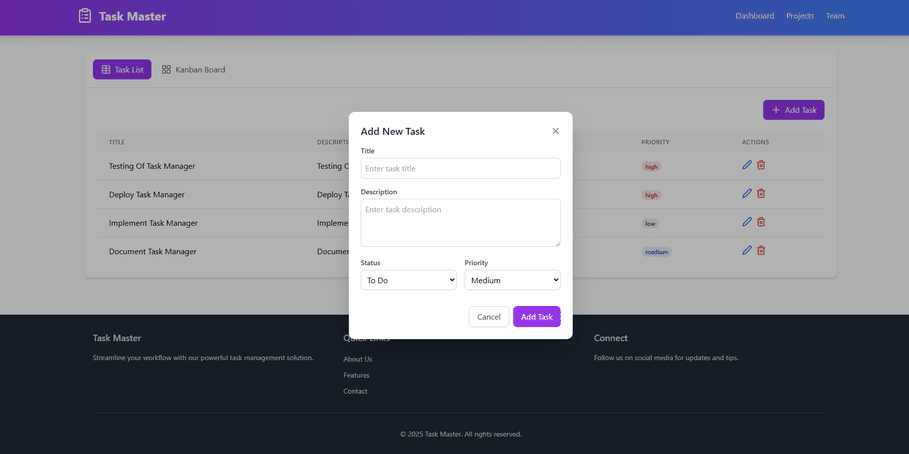 Task Master
Dashboard Projects Team
Task List Kanban Board
Add Task
TITLE DESCRIPTI PRIORITY ACTIONS
Testing Of Task Manager Testing O high
Deploy Task Manager Deploy Ta high
Implement Task Manager Impleme low
Document Task Manager Docume medium
Add New Task
Title
Enter task title
Description
Enter task description
Status Priority
To Do Medium
Cancel Add Task
Task Master Quick Links Connect
Streamline your workflow with our powerful task management solution. About Us Follow us on social media for updates and tips.
Features
Contact
© 2025 Task Master. All rights reserved.